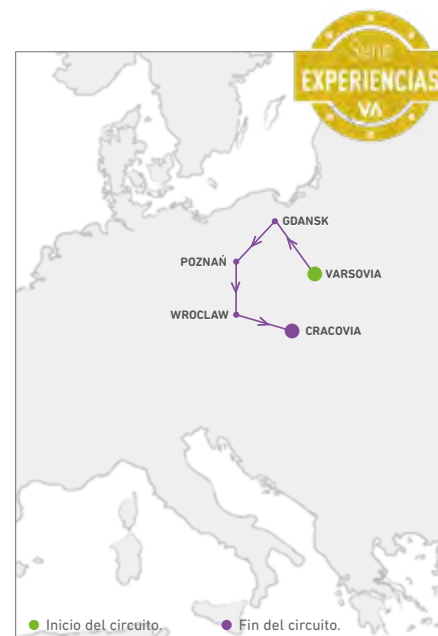 Serie
EXPERIENCIAS
VA
GDANSK
POZNAŃ
VARSOVIA
WROCLAW
CRACOVIA
Inicio del circuito.
Fin del circuito.